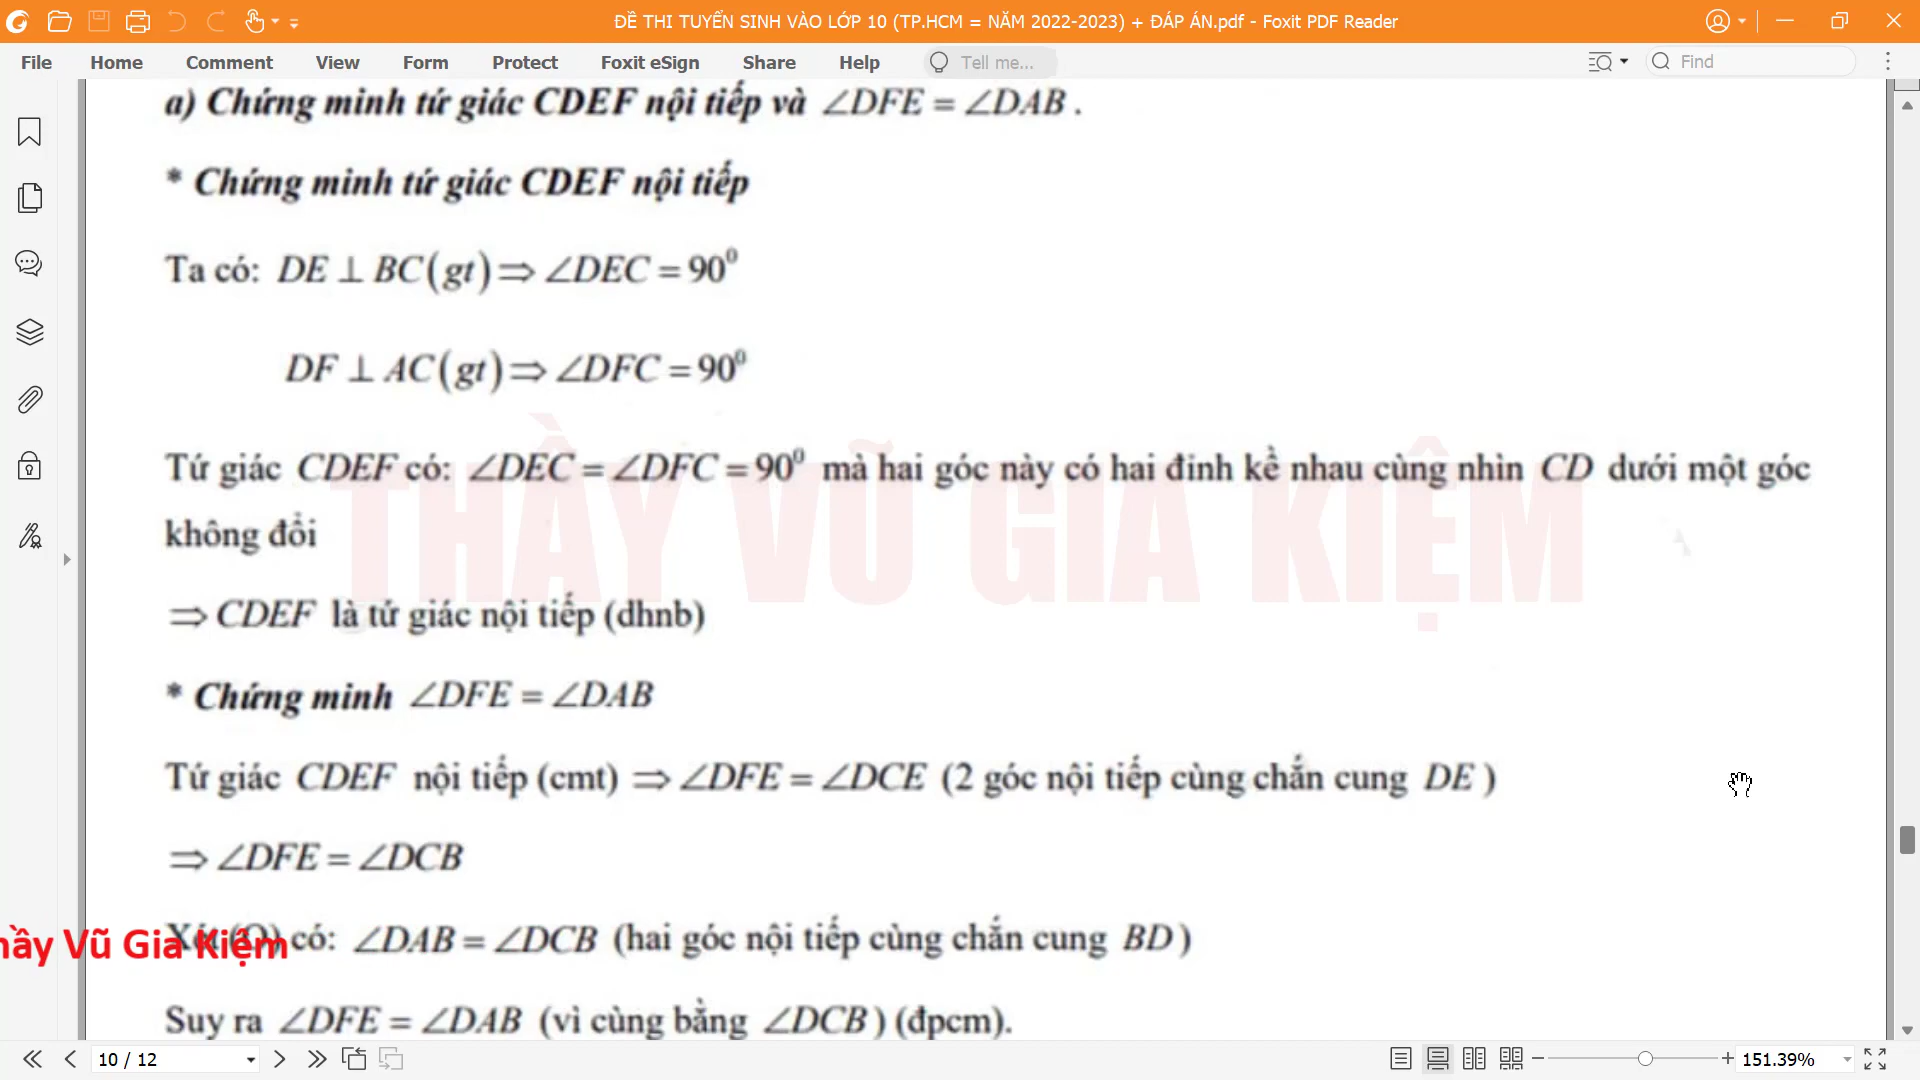 ĐỀ THI TUYỂN SINH VÀO LỚP 10 (TP.HCM = NĂM 2022-2023) + ĐÁP ÁN.pdf - Foxit PDF Reader
File Home Comment View Form Protect Foxit eSign Share Help Tell me... Find
a) Chứng minh tứ giác CDEF nội tiếp và ∠DFE = ∠DAB .
* Chứng minh tứ giác CDEF nội tiếp
Ta có: DE ⊥ BC(gt) ⇒ ∠DEC = 90⁰
DF ⊥ AC(gt) ⇒ ∠DFC = 90⁰
Tứ giác CDEF có: ∠DEC = ∠DFC = 90⁰ mà hai góc này có hai đỉnh kề nhau cùng nhìn CD dưới một góc
không đổi
THẦY VŨ GIA KIỆM
⇒ CDEF là tứ giác nội tiếp (dhnb)
* Chứng minh ∠DFE = ∠DAB
Tứ giác CDEF nội tiếp (cmt) ⇒ ∠DFE = ∠DCE (2 góc nội tiếp cùng chắn cung DE )
⇒ ∠DFE = ∠DCB
Xét (O) có: ∠DAB = ∠DCB (hai góc nội tiếp cùng chắn cung BD )
hầy Vũ Gia Kiệm
Suy ra ∠DFE = ∠DAB (vì cùng bằng ∠DCB ) (đpcm).
10 / 12 151.39%